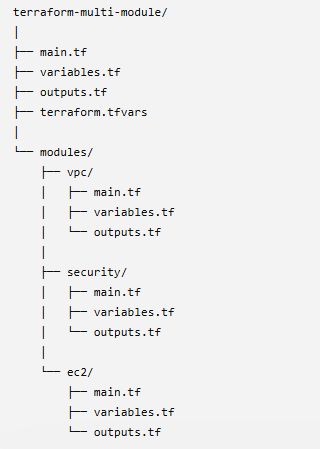 terraform-multi-module/
│
├── main.tf
├── variables.tf
├── outputs.tf
├── terraform.tfvars
│
└── modules/
    ├── vpc/
    │   ├── main.tf
    │   ├── variables.tf
    │   └── outputs.tf
    │
    ├── security/
    │   ├── main.tf
    │   ├── variables.tf
    │   └── outputs.tf
    │
    └── ec2/
        ├── main.tf
        ├── variables.tf
        └── outputs.tf